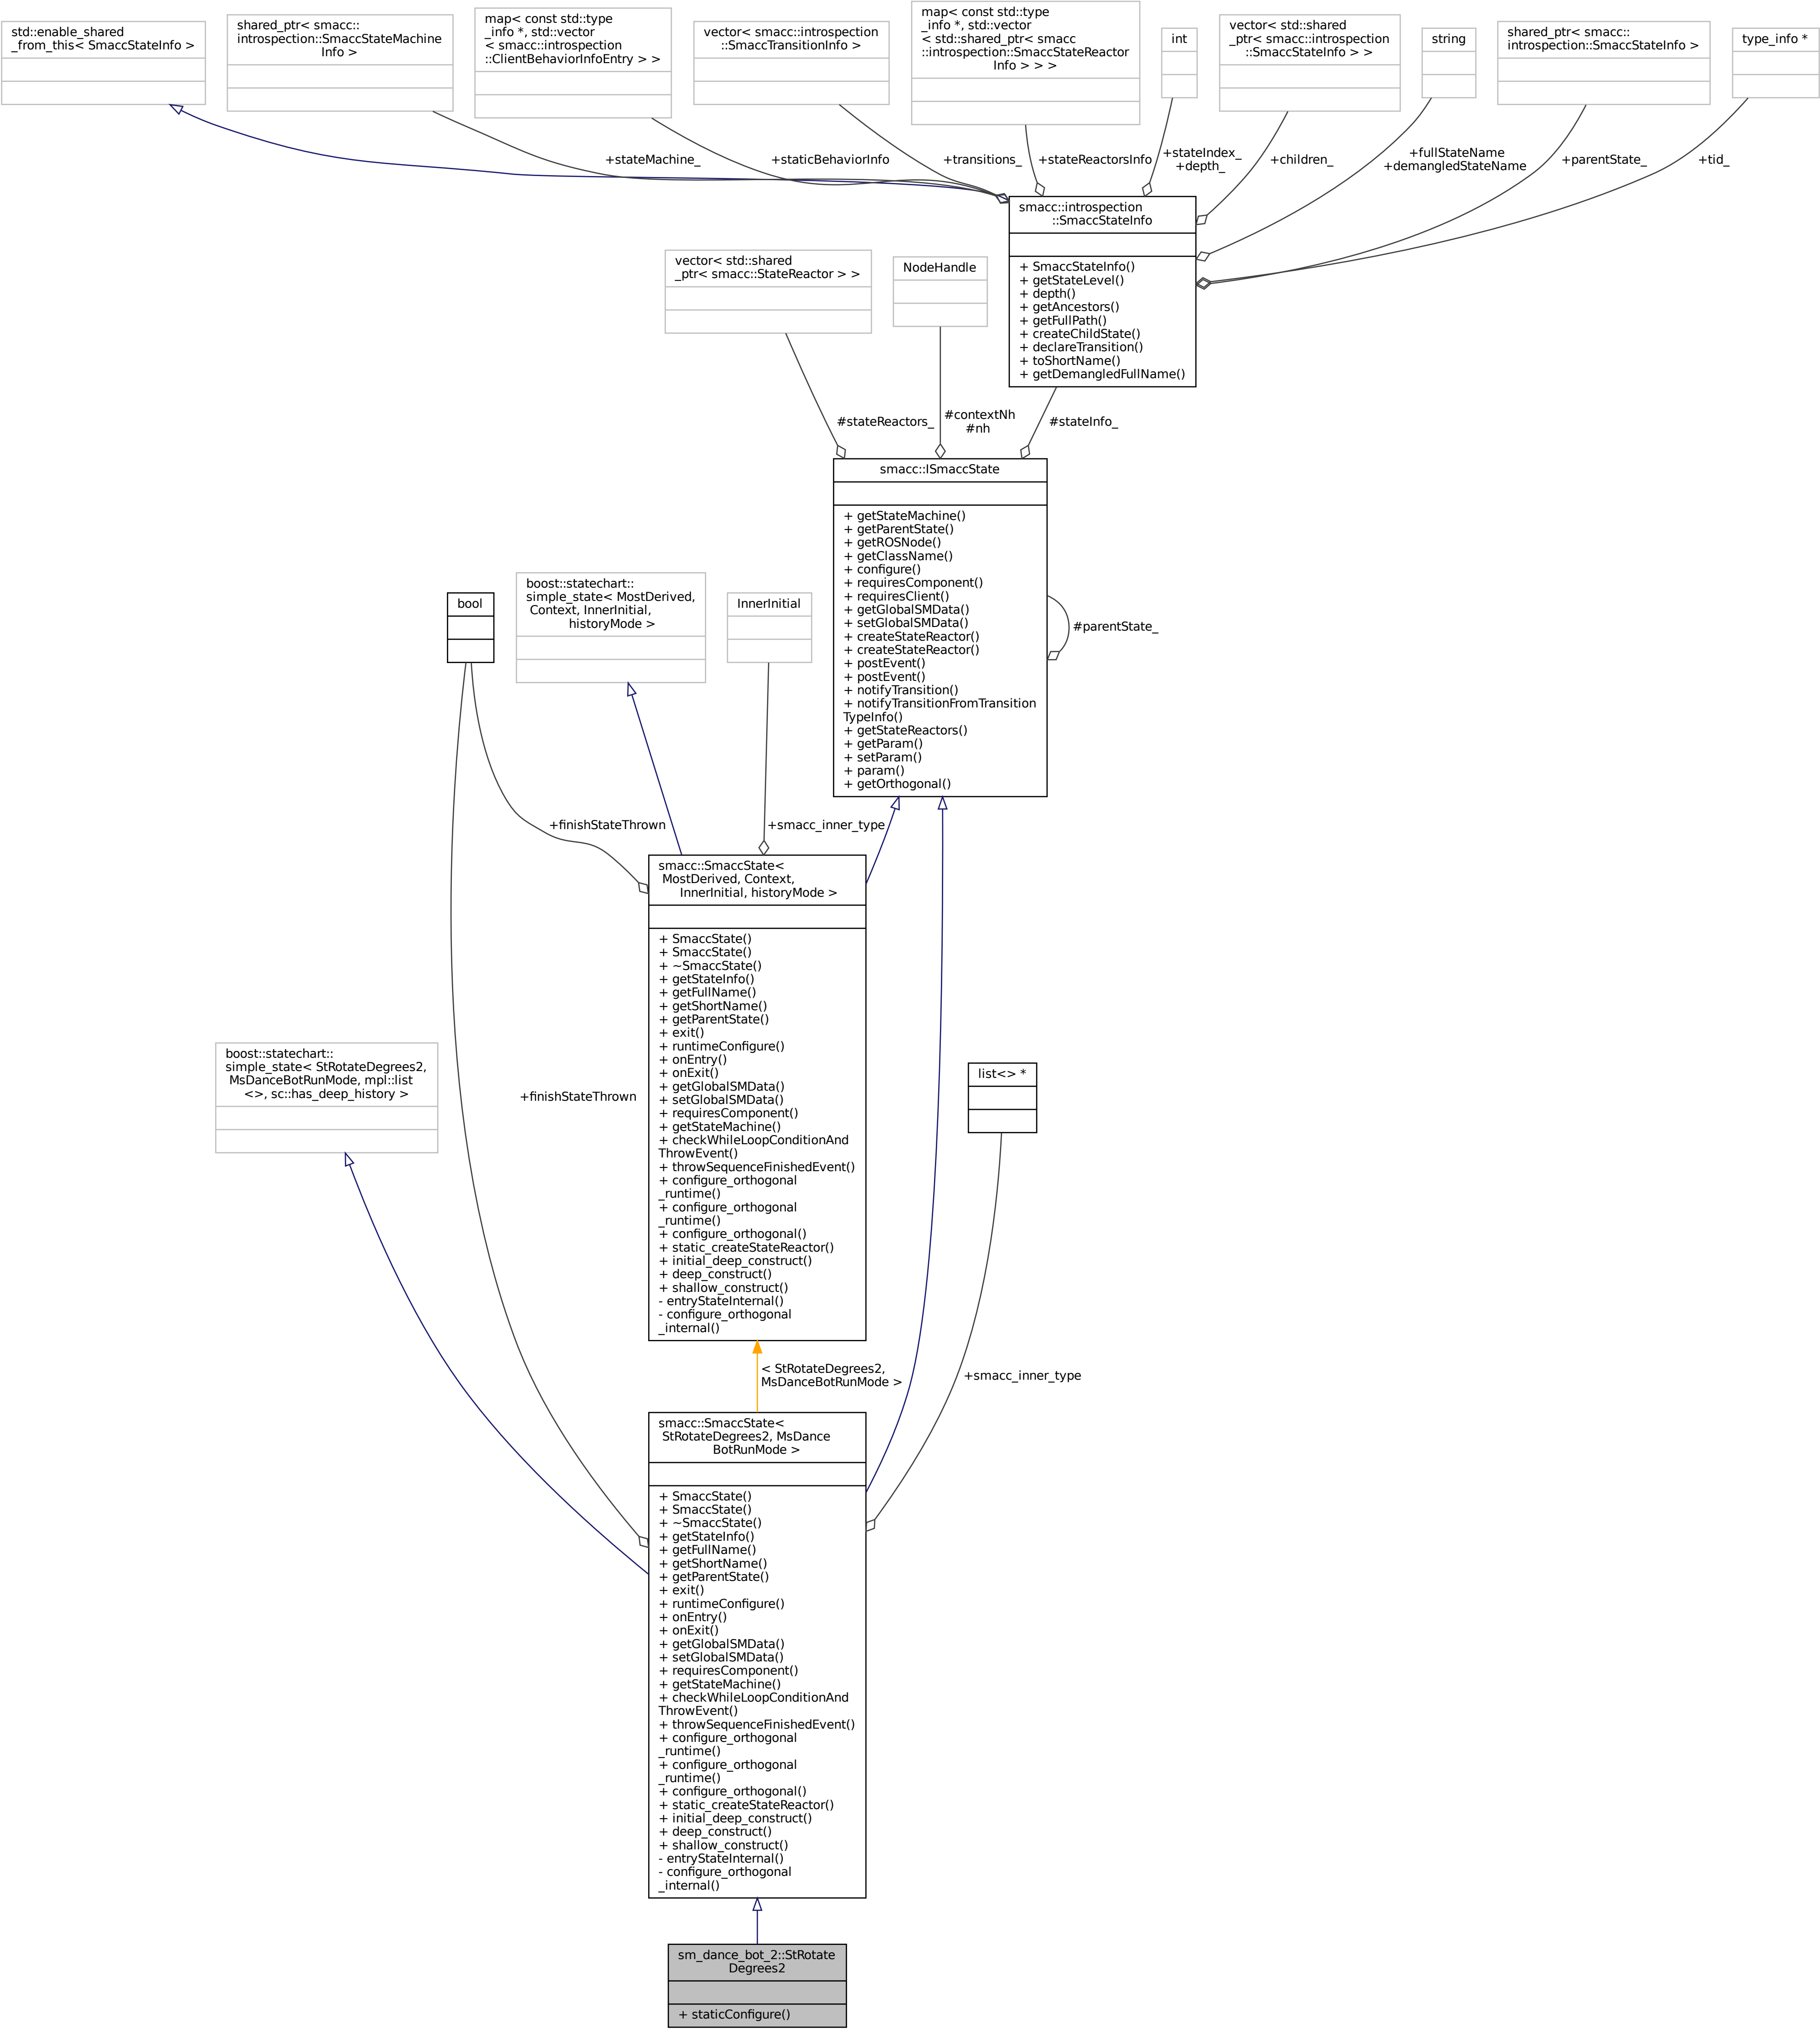 std::enable_shared
_from_this< SmaccStateInfo >
shared_ptr< smacc::
introspection::SmaccStateMachine
Info >
map< const std::type
_info *, std::vector
< smacc::introspection
::ClientBehaviorInfoEntry > >
vector< smacc::introspection
::SmaccTransitionInfo >
map< const std::type
_info *, std::vector
< std::shared_ptr< smacc
::introspection::SmaccStateReactor
Info > > >
int
vector< std::shared
_ptr< smacc::introspection
::SmaccStateInfo > >
string
shared_ptr< smacc::
introspection::SmaccStateInfo >
type_info *
+stateMachine_
+staticBehaviorInfo
+transitions_
+stateReactorsInfo
+stateIndex_
+depth_
+children_
+fullStateName
+demangledStateName
+parentState_
+tid_
smacc::introspection
::SmaccStateInfo
+ SmaccStateInfo()
+ getStateLevel()
+ depth()
+ getAncestors()
+ getFullPath()
+ createChildState()
+ declareTransition()
+ toShortName()
+ getDemangledFullName()
vector< std::shared
_ptr< smacc::StateReactor > >
NodeHandle
#stateReactors_
#contextNh
#nh
#stateInfo_
smacc::ISmaccState
+ getStateMachine()
+ getParentState()
+ getROSNode()
+ getClassName()
+ configure()
+ requiresComponent()
+ requiresClient()
+ getGlobalSMData()
+ setGlobalSMData()
+ createStateReactor()
+ createStateReactor()
+ postEvent()
+ postEvent()
+ notifyTransition()
+ notifyTransitionFromTransition
TypeInfo()
+ getStateReactors()
+ getParam()
+ setParam()
+ param()
+ getOrthogonal()
#parentState_
bool
boost::statechart::
simple_state< MostDerived,
Context, InnerInitial,
historyMode >
InnerInitial
+finishStateThrown
+smacc_inner_type
smacc::SmaccState<
MostDerived, Context,
InnerInitial, historyMode >
+ SmaccState()
+ SmaccState()
+ ~SmaccState()
+ getStateInfo()
+ getFullName()
+ getShortName()
+ getParentState()
+ exit()
+ runtimeConfigure()
+ onEntry()
+ onExit()
+ getGlobalSMData()
+ setGlobalSMData()
+ requiresComponent()
+ getStateMachine()
+ checkWhileLoopConditionAnd
ThrowEvent()
+ throwSequenceFinishedEvent()
+ configure_orthogonal
_runtime()
+ configure_orthogonal
_runtime()
+ configure_orthogonal()
+ static_createStateReactor()
+ initial_deep_construct()
+ deep_construct()
+ shallow_construct()
- entryStateInternal()
- configure_orthogonal
_internal()
boost::statechart::
simple_state< StRotateDegrees2,
MsDanceBotRunMode, mpl::list
<>, sc::has_deep_history >
+finishStateThrown
list<> *
< StRotateDegrees2,
MsDanceBotRunMode >
+smacc_inner_type
smacc::SmaccState<
StRotateDegrees2, MsDance
BotRunMode >
+ SmaccState()
+ SmaccState()
+ ~SmaccState()
+ getStateInfo()
+ getFullName()
+ getShortName()
+ getParentState()
+ exit()
+ runtimeConfigure()
+ onEntry()
+ onExit()
+ getGlobalSMData()
+ setGlobalSMData()
+ requiresComponent()
+ getStateMachine()
+ checkWhileLoopConditionAnd
ThrowEvent()
+ throwSequenceFinishedEvent()
+ configure_orthogonal
_runtime()
+ configure_orthogonal
_runtime()
+ configure_orthogonal()
+ static_createStateReactor()
+ initial_deep_construct()
+ deep_construct()
+ shallow_construct()
- entryStateInternal()
- configure_orthogonal
_internal()
sm_dance_bot_2::StRotate
Degrees2
+ staticConfigure()